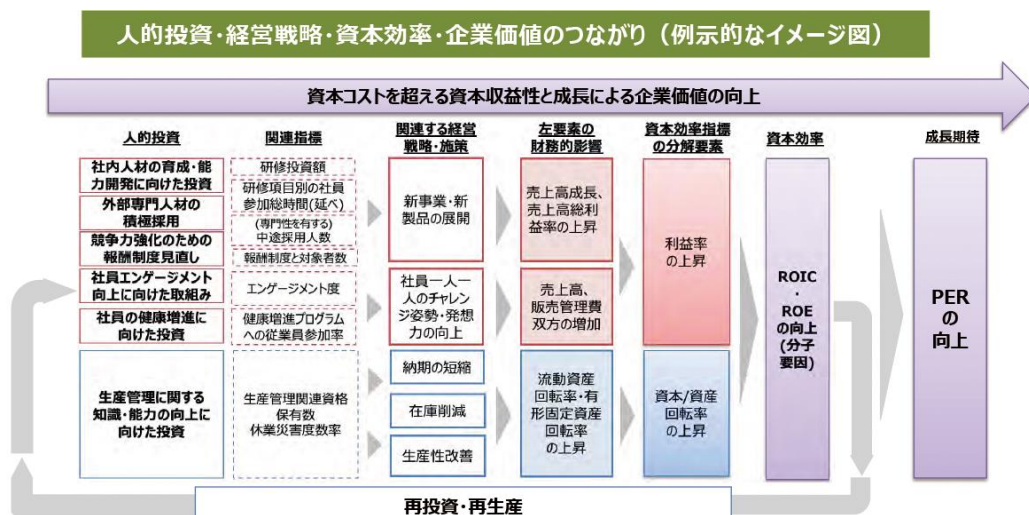 人的投資・経営戦略・資本効率・企業価値のつながり（例示的なイメージ図）
資本コストを超える資本収益性と成長による企業価値の向上
人的投資
社内人材の育成・能
力開発に向けた投資
外部専門人材の
積極採用
競争力強化のための
報酬制度見直し
社員エンゲージメント
向上に向けた取組み
社員の健康増進に
向けた投資
生産管理に関する
知識・能力の向上に
向けた投資
関連指標
研修投資額
研修項目別の社員
参加総時間(延べ)
(専門性を有する)
中途採用人数
報酬制度と対象者数
エンゲージメント度
健康増進プログラム
への従業員参加率
生産管理関連資格
保有数
休業災害度数率
関連する経営
戦略・施策
新事業・新
製品の展開
社員一人一
人のチャレン
ジ姿勢・発想
力の向上
納期の短縮
在庫削減
生産性改善
左要素の
財務的影響
売上高成長、
売上高総利
益率の上昇
売上高、
販売管理費
双方の増加
流動資産
回転率・有
形固定資産
回転率
の上昇
資本効率指標
の分解要素
利益率
の上昇
資本/資産
回転率
の上昇
資本効率
ROIC
・
ROE
の向上
(分子
要因)
成長期待
PER
の
向上
再投資・再生産